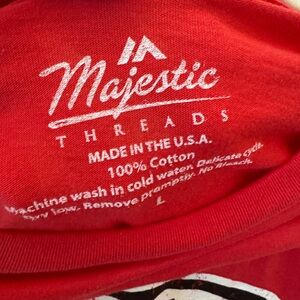 Majestic
THREADS
MADE IN THE U.S.A.
100% Cotton
Machine wash in cold water. Delicate cycle.
Dry low. Remove promptly. No Bleach.
L